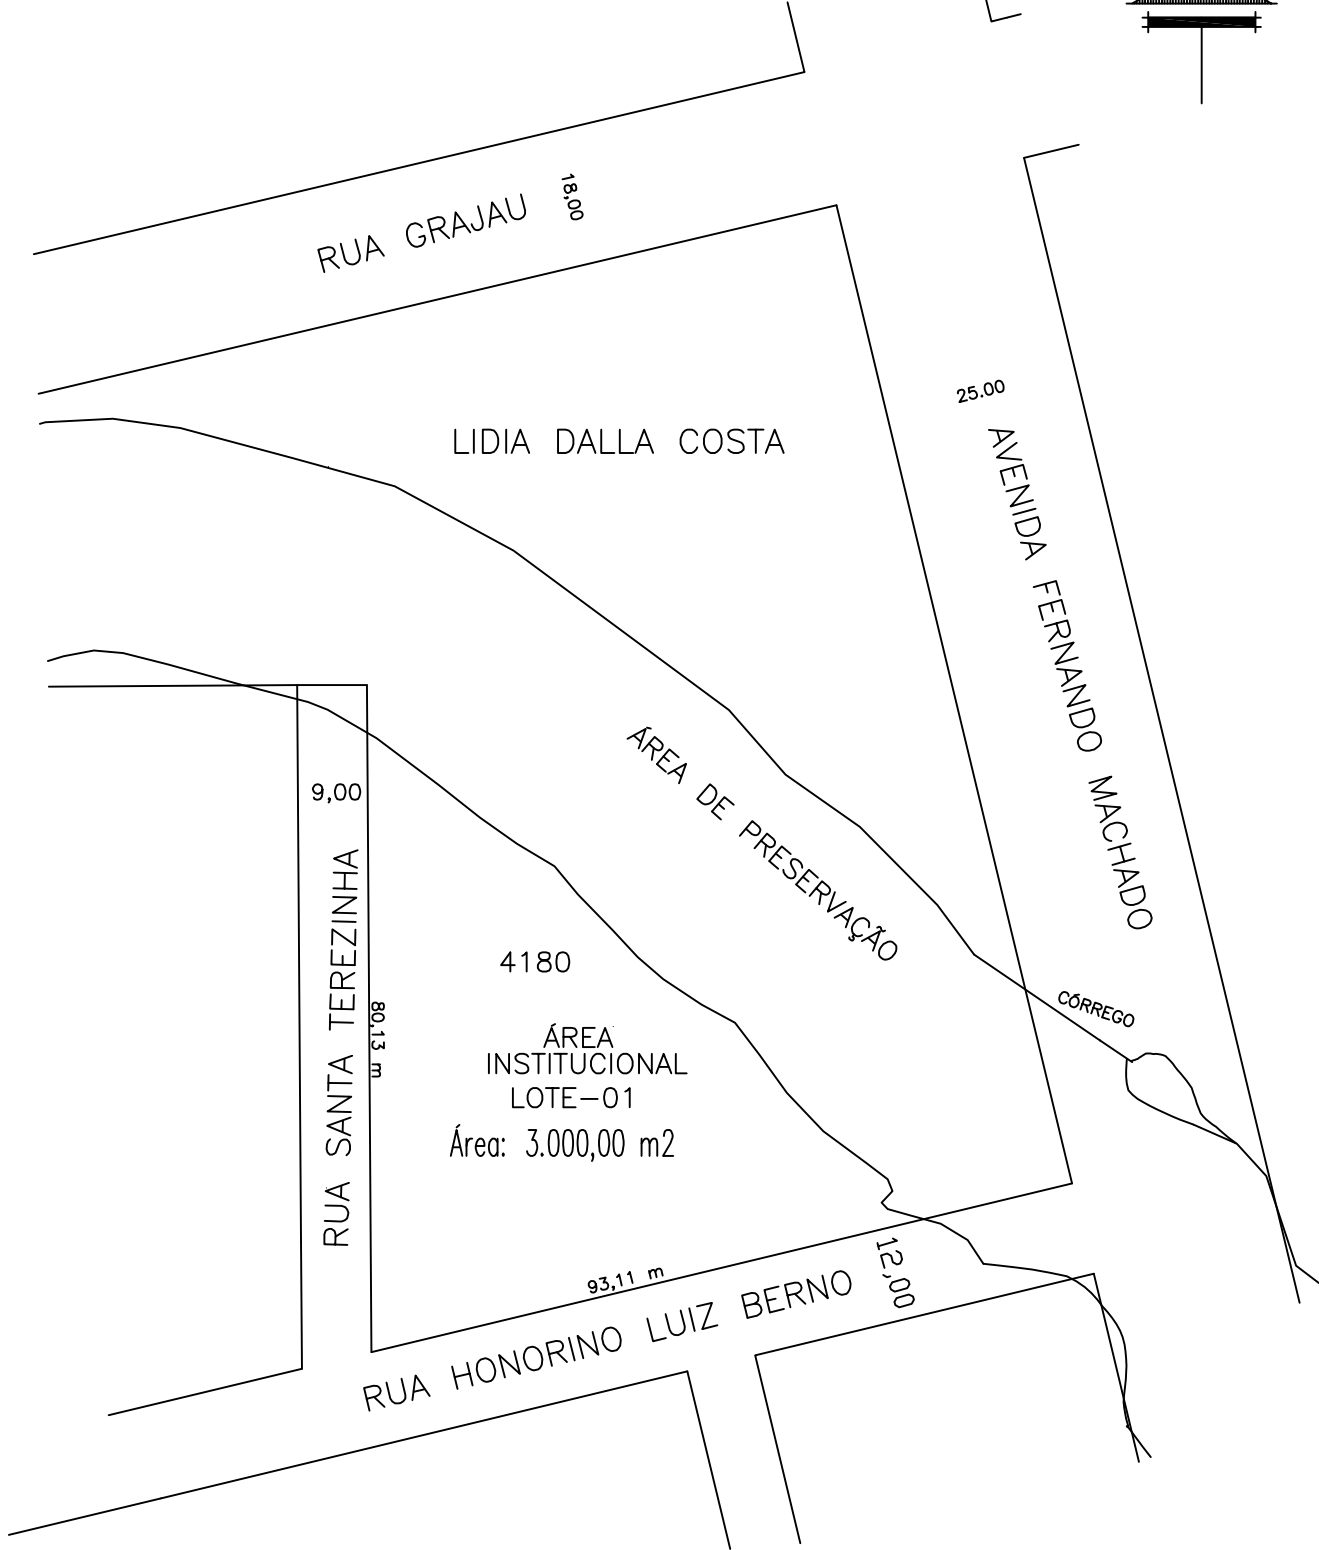 RUA GRAJAU
18,00
25.00
LIDIA DALLA COSTA
AVENIDA FERNANDO MACHADO
ÁREA DE PRESERVAÇÃO
9,00
RUA SANTA TEREZINHA
80,13 m
4180
CÓRREGO
ÁREA
INSTITUCIONAL
LOTE-01
Área: 3.000,00 m2
93,11 m
12,00
RUA HONORINO LUIZ BERNO